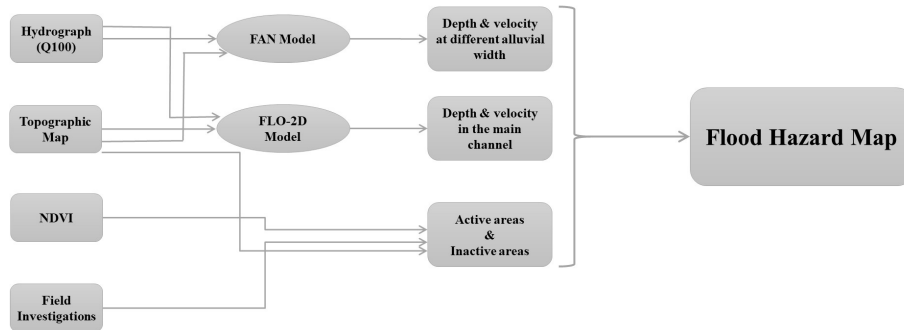 Hydrograph
(Q100)
FAN Model
Depth & velocity
at different alluvial
width
Topographic
Map
FLO-2D
Model
Depth & velocity
in the main
channel
Flood Hazard Map
NDVI
Active areas
&
Inactive areas
Field
Investigations